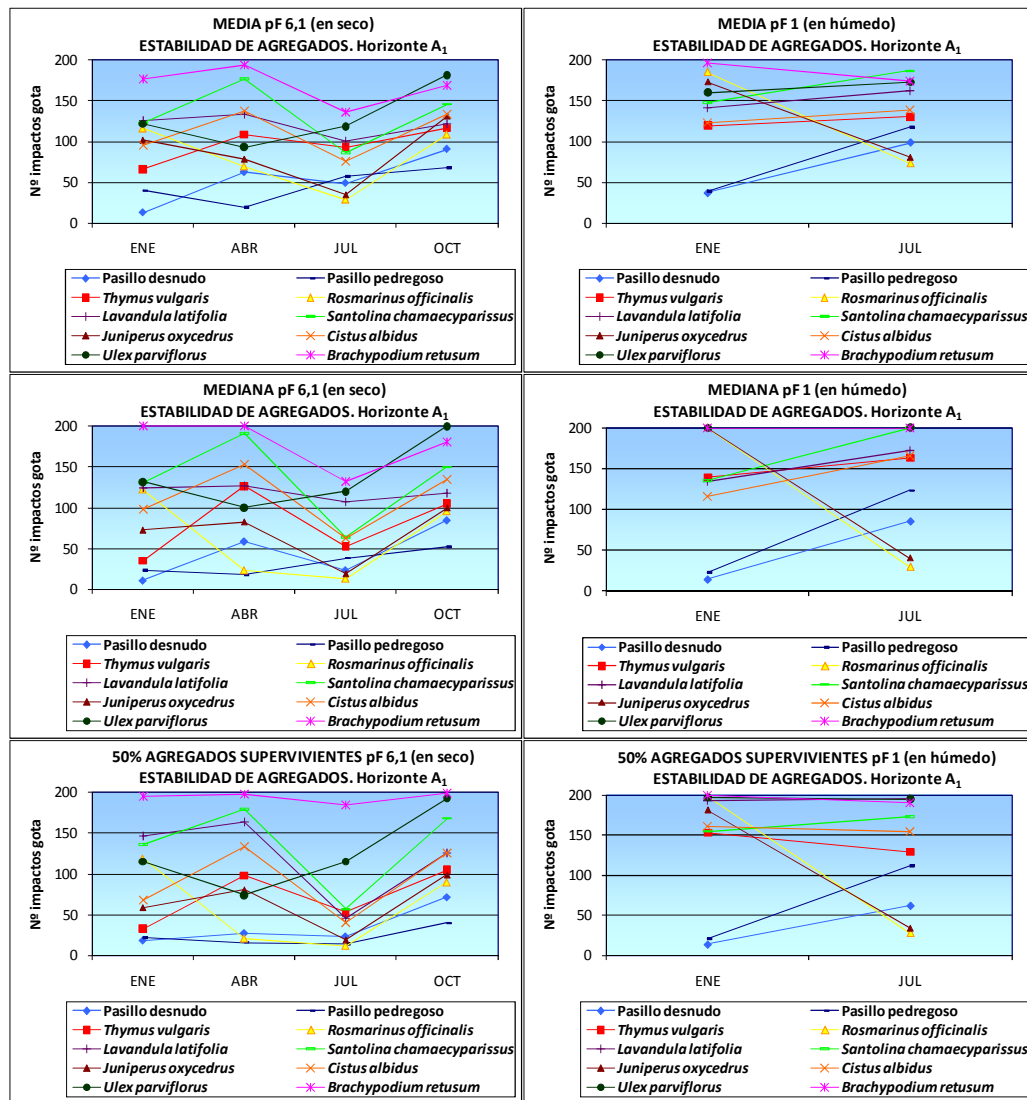 MEDIA pF 6,1 (en seco)
ESTABILIDAD DE AGREGADOS. Horizonte A1
Nº impactos gota
200
150
100
50
0
ENE ABR JUL OCT
Pasillo desnudo Pasillo pedregoso
Thymus vulgaris Rosmarinus officinalis
Lavandula latifolia Santolina chamaecyparissus
Juniperus oxycedrus Cistus albidus
Ulex parviflorus Brachypodium retusum
MEDIA pF 1 (en húmedo)
ESTABILIDAD DE AGREGADOS. Horizonte A1
Nº impactos gota
200
150
100
50
0
ENE JUL
Pasillo desnudo Pasillo pedregoso
Thymus vulgaris Rosmarinus officinalis
Lavandula latifolia Santolina chamaecyparissus
Juniperus oxycedrus Cistus albidus
Ulex parviflorus Brachypodium retusum
MEDIANA pF 6,1 (en seco)
ESTABILIDAD DE AGREGADOS. Horizonte A1
Nº impactos gota
200
150
100
50
0
ENE ABR JUL OCT
Pasillo desnudo Pasillo pedregoso
Thymus vulgaris Rosmarinus officinalis
Lavandula latifolia Santolina chamaecyparissus
Juniperus oxycedrus Cistus albidus
Ulex parviflorus Brachypodium retusum
MEDIANA pF 1 (en húmedo)
ESTABILIDAD DE AGREGADOS. Horizonte A1
Nº impactos gota
200
150
100
50
0
ENE JUL
Pasillo desnudo Pasillo pedregoso
Thymus vulgaris Rosmarinus officinalis
Lavandula latifolia Santolina chamaecyparissus
Juniperus oxycedrus Cistus albidus
Ulex parviflorus Brachypodium retusum
50% AGREGADOS SUPERVIVIENTES pF 6,1 (en seco)
ESTABILIDAD DE AGREGADOS. Horizonte A1
Nº impactos gota
200
150
100
50
0
ENE ABR JUL OCT
Pasillo desnudo Pasillo pedregoso
Thymus vulgaris Rosmarinus officinalis
Lavandula latifolia Santolina chamaecyparissus
Juniperus oxycedrus Cistus albidus
Ulex parviflorus Brachypodium retusum
50% AGREGADOS SUPERVIVIENTES pF 1 (en húmedo)
ESTABILIDAD DE AGREGADOS. Horizonte A1
Nº impactos gota
200
150
100
50
0
ENE JUL
Pasillo desnudo Pasillo pedregoso
Thymus vulgaris Rosmarinus officinalis
Lavandula latifolia Santolina chamaecyparissus
Juniperus oxycedrus Cistus albidus
Ulex parviflorus Brachypodium retusum